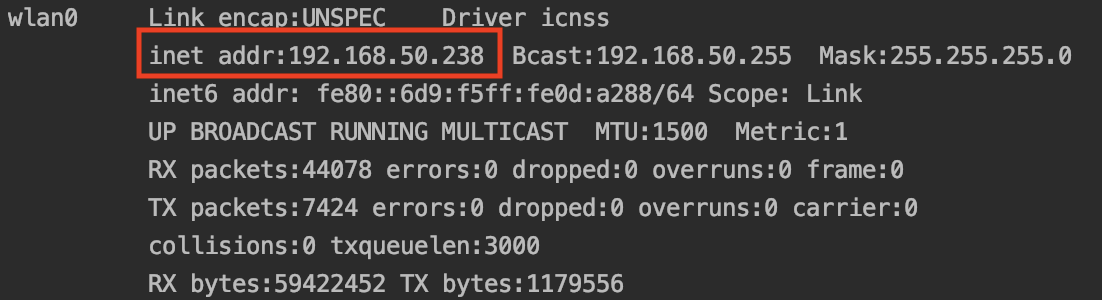 wlan0 Link encap:UNSPEC Driver icnss
inet addr:192.168.50.238 Bcast:192.168.50.255 Mask:255.255.255.0
inet6 addr: fe80::6d9:f5ff:fe0d:a288/64 Scope: Link
UP BROADCAST RUNNING MULTICAST MTU:1500 Metric:1
RX packets:44078 errors:0 dropped:0 overruns:0 frame:0
TX packets:7424 errors:0 dropped:0 overruns:0 carrier:0
collisions:0 txqueuelen:3000
RX bytes:59422452 TX bytes:1179556